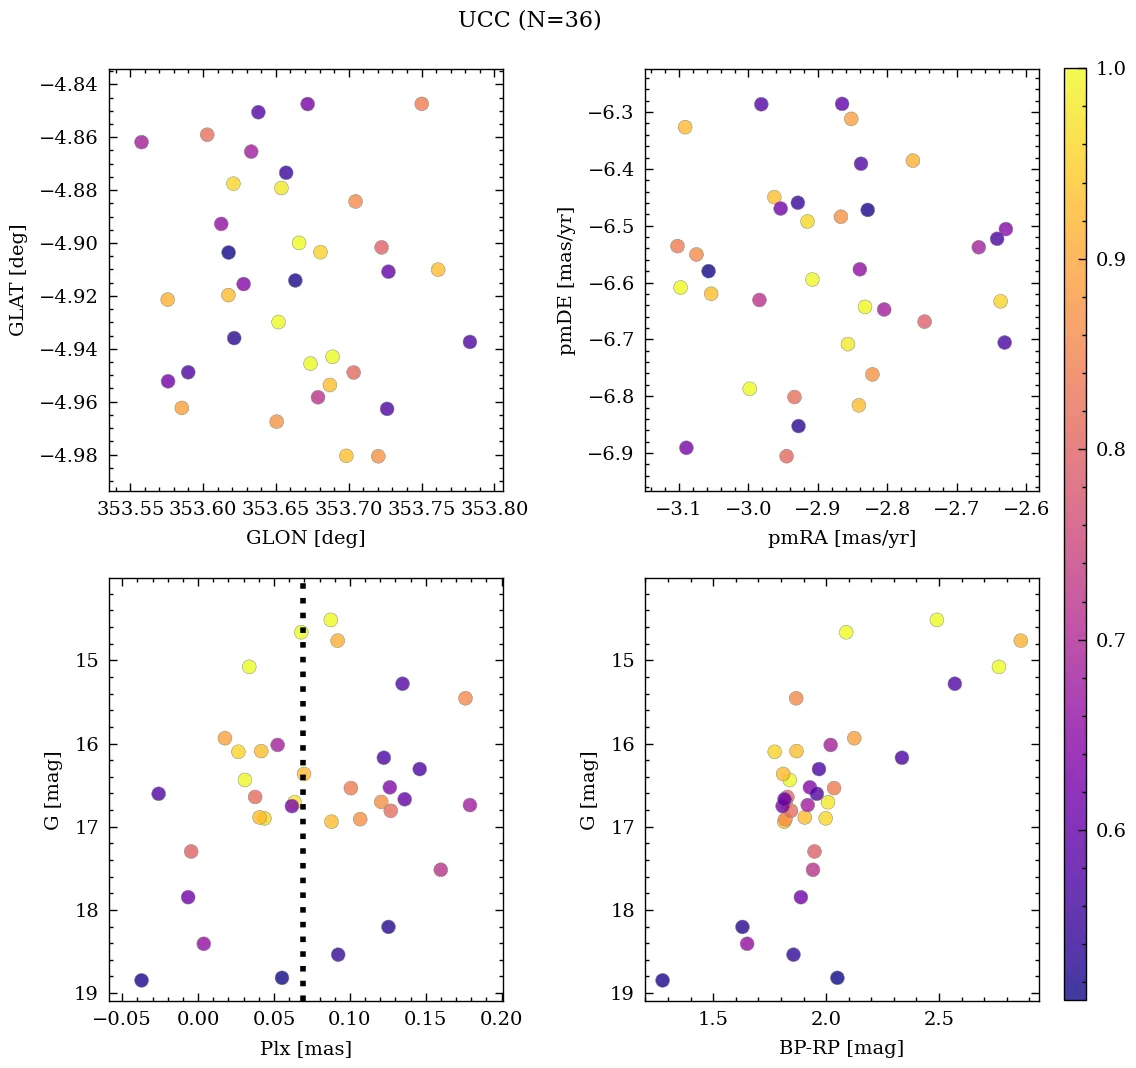 UCC (N=36)
−4.84
−4.86
−4.88
−4.90
−4.92
−4.94
−4.96
−4.98
GLAT [deg]
353.55 353.60 353.65 353.70 353.75 353.80
GLON [deg]
−6.3
−6.4
−6.5
−6.6
−6.7
−6.8
−6.9
pmDE [mas/yr]
−3.1 −3.0 −2.9 −2.8 −2.7 −2.6
pmRA [mas/yr]
15
16
17
18
19
G [mag]
−0.05 0.00 0.05 0.10 0.15 0.20
Plx [mas]
15
16
17
18
19
G [mag]
1.5 2.0 2.5
BP-RP [mag]
1.0
0.9
0.8
0.7
0.6